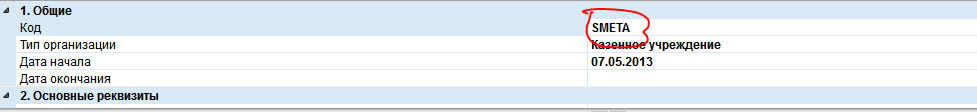 1. Общие
Код SMETA
Тип организации Казенное учреждение
Дата начала 07.05.2013
Дата окончания
2. Основные реквизиты